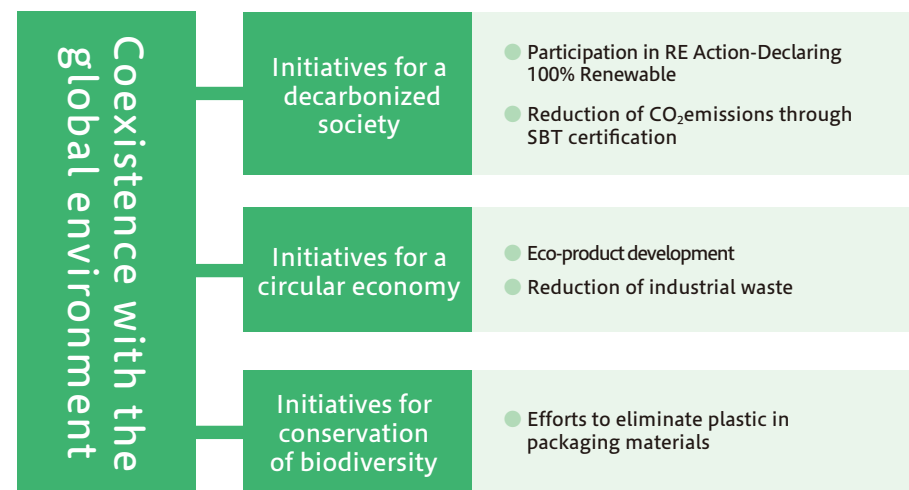 Coexistence with the
global environment
Initiatives for a
decarbonized
society
Participation in RE Action-Declaring
100% Renewable
Reduction of CO₂emissions through
SBT certification
Initiatives for a
circular economy
Eco-product development
Reduction of industrial waste
Initiatives for
conservation
of biodiversity
Efforts to eliminate plastic in
packaging materials